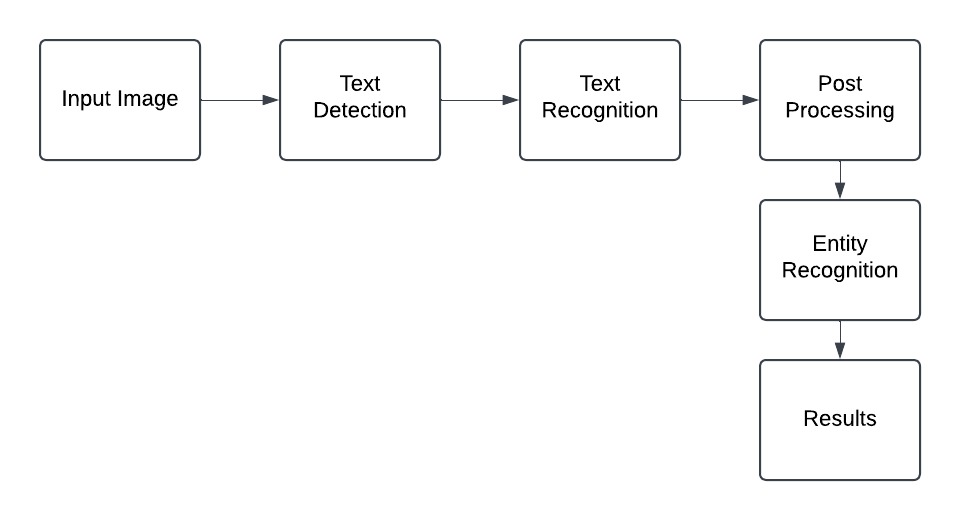 Input Image
Text
Detection
Text
Recognition
Post
Processing
Entity
Recognition
Results